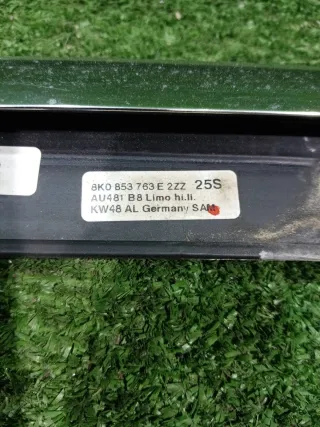 8K0 853 763 E 2ZZ 25S
AU481 B8 Limo hi.li.
KW48 AL Germany SAM